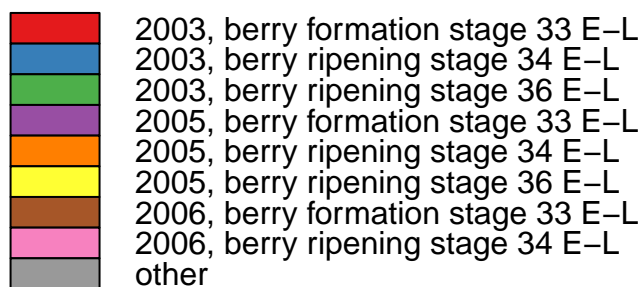 2003, berry formation stage 33 E−L
2003, berry ripening stage 34 E−L
2003, berry ripening stage 36 E−L
2005, berry formation stage 33 E−L
2005, berry ripening stage 34 E−L
2005, berry ripening stage 36 E−L
2006, berry formation stage 33 E−L
2006, berry ripening stage 34 E−L
other